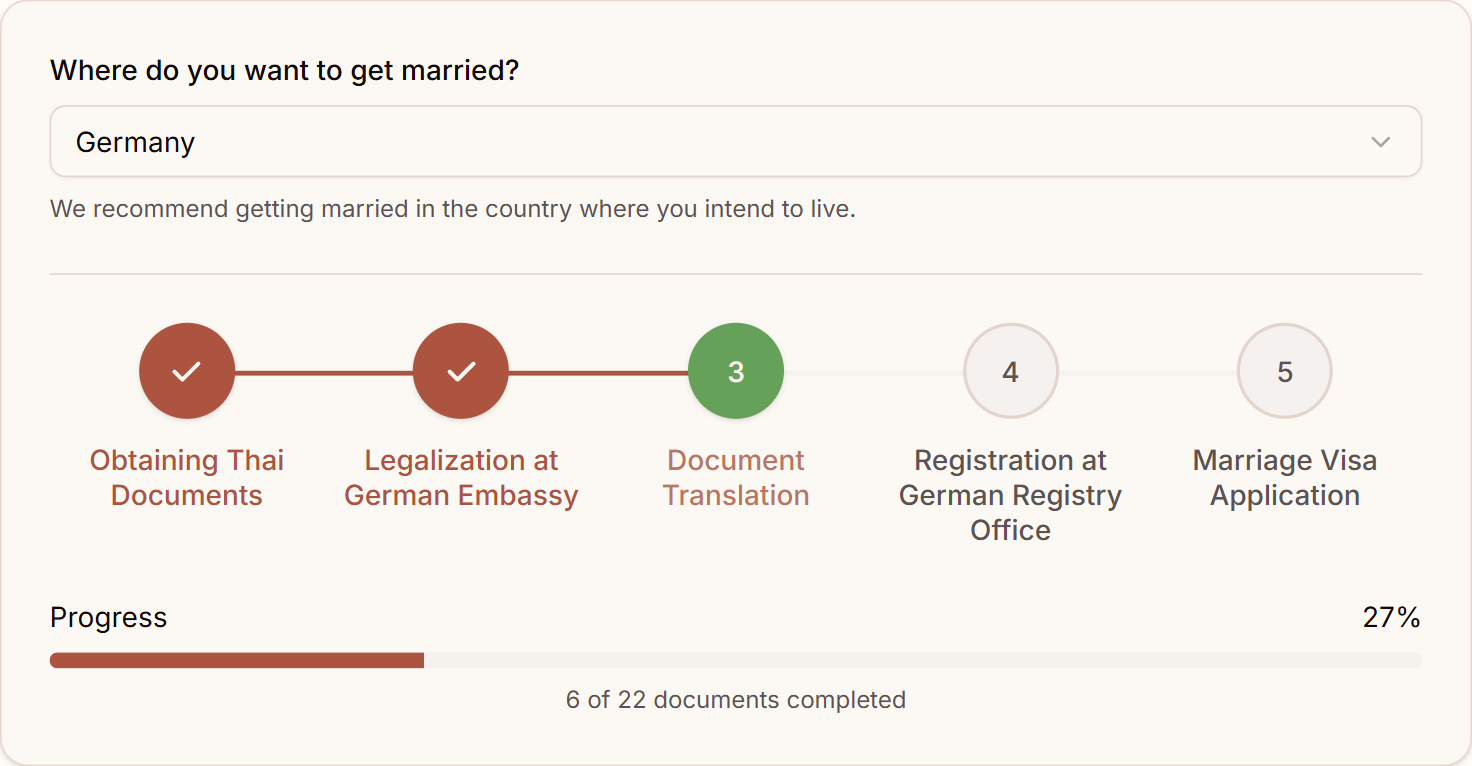 Where do you want to get married?
Germany
We recommend getting married in the country where you intend to live.
3
4
5
Obtaining Thai
Documents
Legalization at
German Embassy
Document
Translation
Registration at
German Registry
Office
Marriage Visa
Application
Progress
27%
6 of 22 documents completed